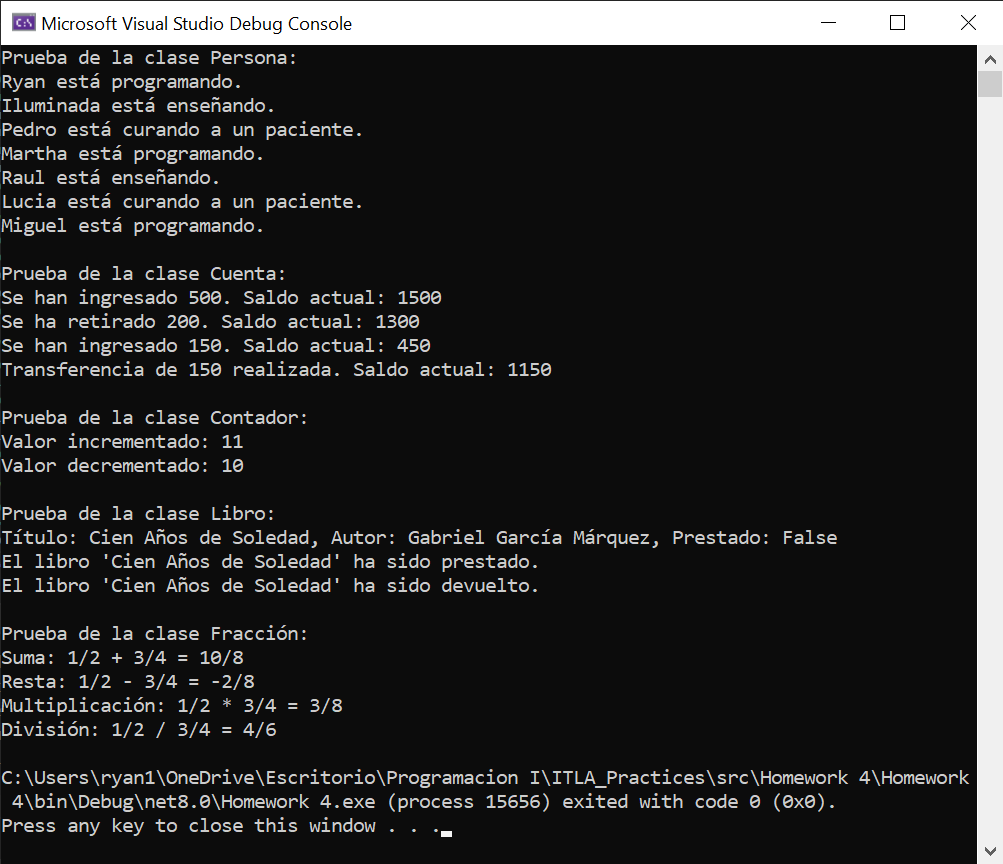 Microsoft Visual Studio Debug Console
Prueba de la clase Persona:
Ryan está programando.
Iluminada está enseñando.
Pedro está curando a un paciente.
Martha está programando.
Raul está enseñando.
Lucia está curando a un paciente.
Miguel está programando.
Prueba de la clase Cuenta:
Se han ingresado 500. Saldo actual: 1500
Se ha retirado 200. Saldo actual: 1300
Se han ingresado 150. Saldo actual: 450
Transferencia de 150 realizada. Saldo actual: 1150
Prueba de la clase Contador:
Valor incrementado: 11
Valor decrementado: 10
Prueba de la clase Libro:
Título: Cien Años de Soledad, Autor: Gabriel García Márquez, Prestado: False
El libro 'Cien Años de Soledad' ha sido prestado.
El libro 'Cien Años de Soledad' ha sido devuelto.
Prueba de la clase Fracción:
Suma: 1/2 + 3/4 = 10/8
Resta: 1/2 - 3/4 = -2/8
Multiplicación: 1/2 * 3/4 = 3/8
División: 1/2 / 3/4 = 4/6
C:\Users\ryan1\OneDrive\Escritorio\Programacion I\ITLA_Practices\src\Homework 4\Homework
4\bin\Debug\net8.0\Homework 4.exe (process 15656) exited with code 0 (0x0).
Press any key to close this window . . .